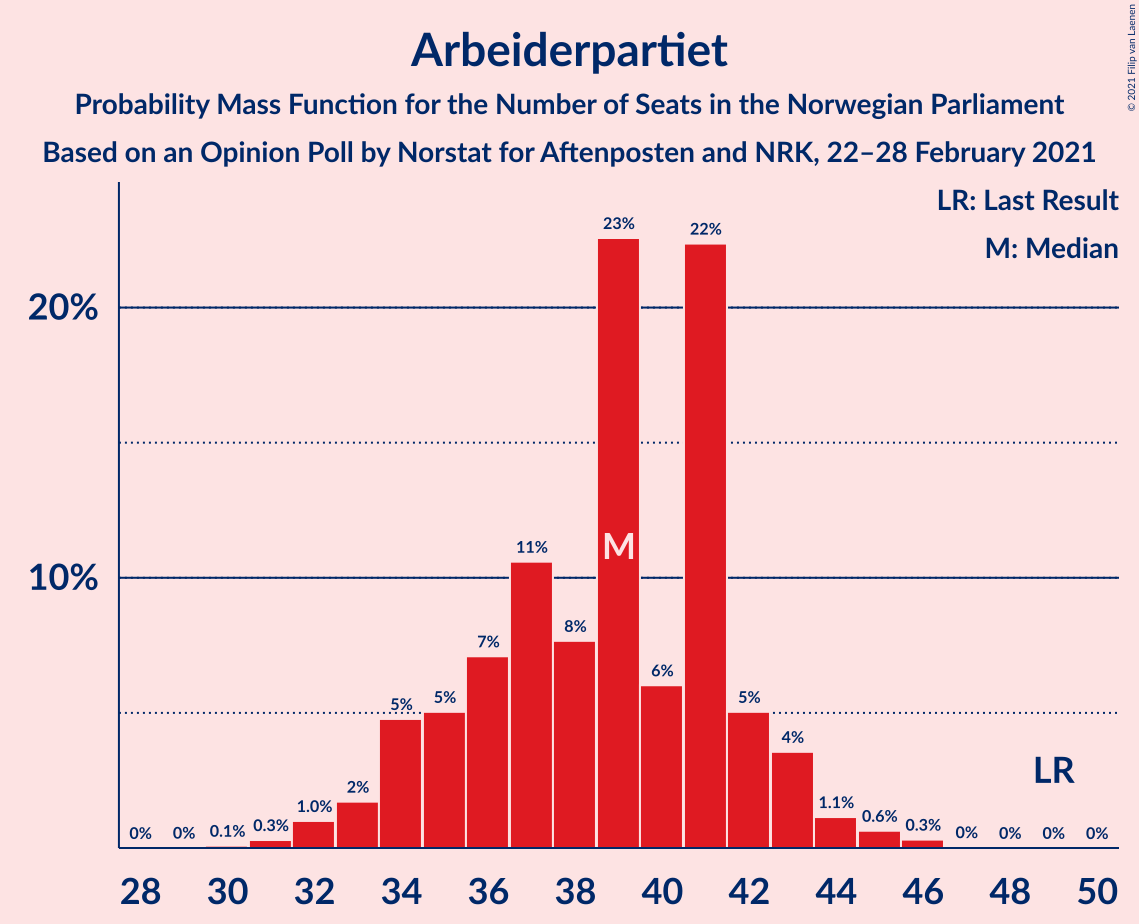 Arbeiderpartiet
Probability Mass Function for the Number of Seats in the Norwegian Parliament
Based on an Opinion Poll by Norstat for Aftenposten and NRK, 22–28 February 2021
© 2021 Filip van Laenen
LR: Last Result
M: Median
20%
10%
0% 0% 0.1% 0.3% 1.0% 2% 5% 5% 7% 11% 8% 23% 6% 22% 5% 4% 1.1% 0.6% 0.3% 0% 0% 0% 0%
M
LR
28 30 32 34 36 38 40 42 44 46 48 50